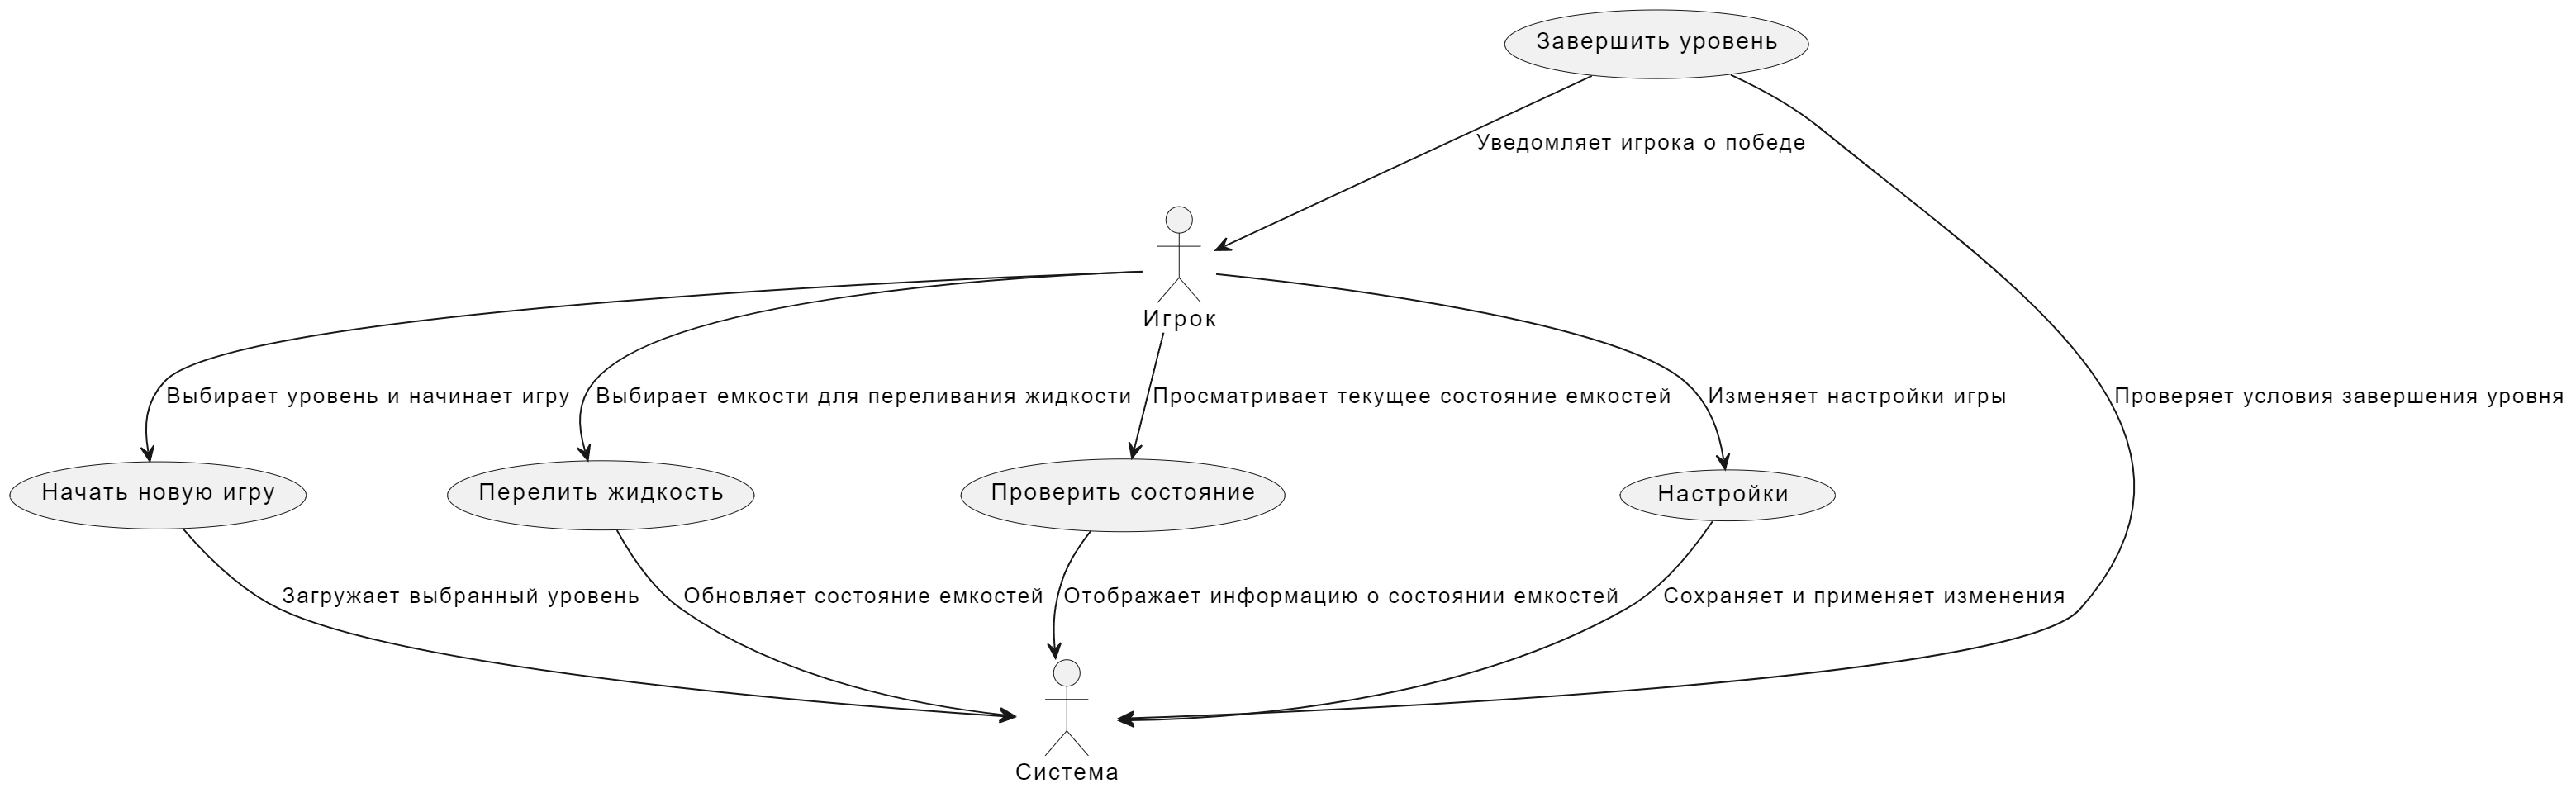 Завершить уровень
Уведомляет игрока о победе
Игрок
Выбирает уровень и начинает игру
Выбирает емкости для переливания жидкости
Просматривает текущее состояние емкостей
Изменяет настройки игры
Проверяет условия завершения уровня
Начать новую игру
Перелить жидкость
Проверить состояние
Настройки
Загружает выбранный уровень
Обновляет состояние емкостей
Отображает информацию о состоянии емкостей
Сохраняет и применяет изменения
Система